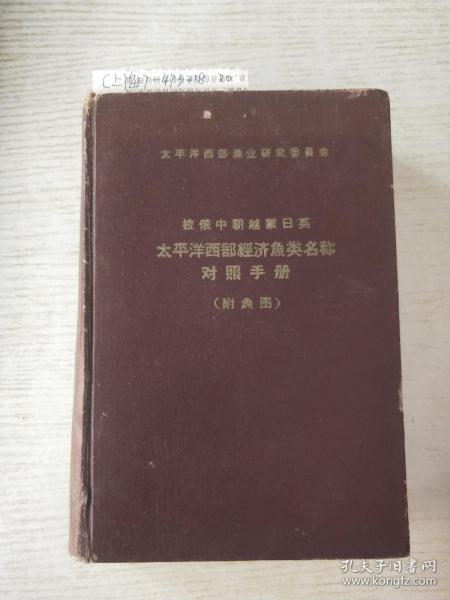 太平洋西部漁业研究委員会
拉俄中朝越蒙日英
太平洋西部經济魚类名称
对照手册
(附魚图)
孔夫子旧书网
www.kongfz.com